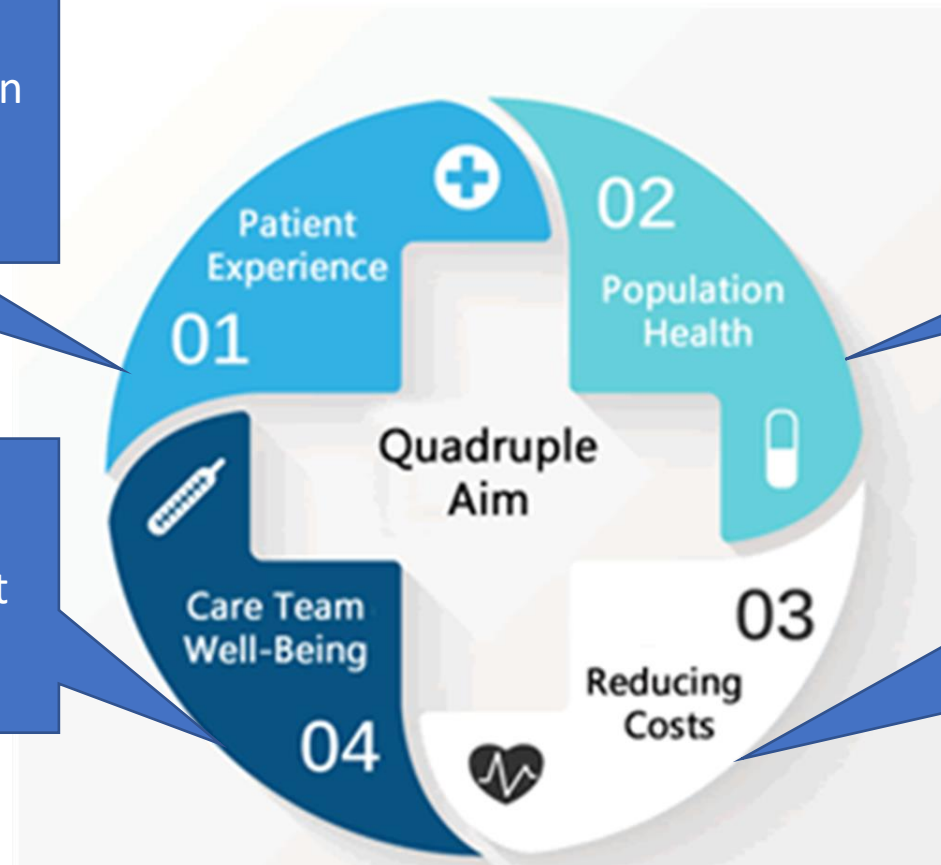 n
t
Patient
Experience
01
02
Population
Health
Quadruple
Aim
03
Reducing
Costs
Care Team
Well-Being
04